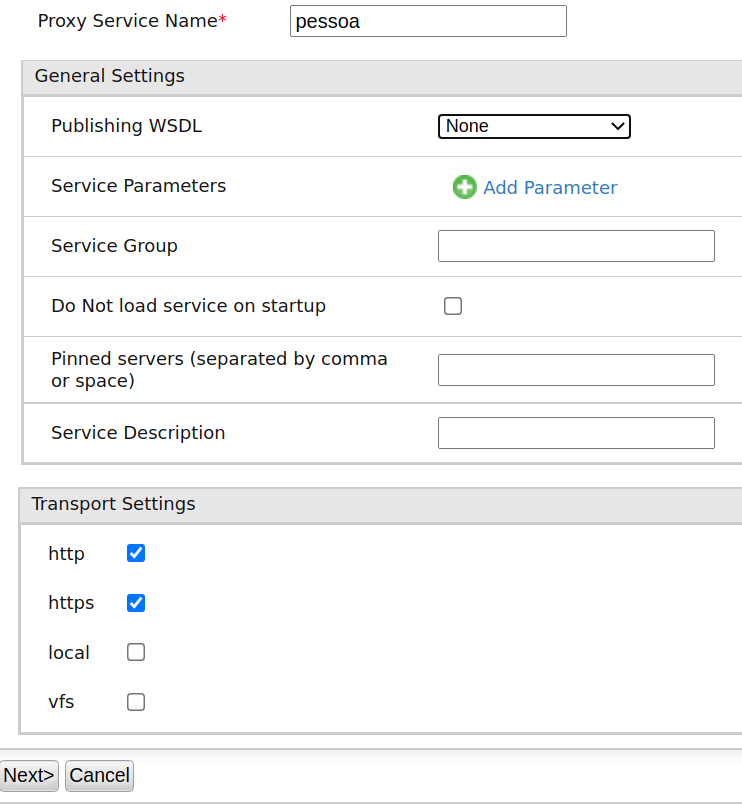 Proxy Service Name* pessoa
General Settings
Publishing WSDL None
Service Parameters Add Parameter
Service Group
Do Not load service on startup
Pinned servers (separated by comma
or space)
Service Description
Transport Settings
http
https
local
vfs
Next> Cancel